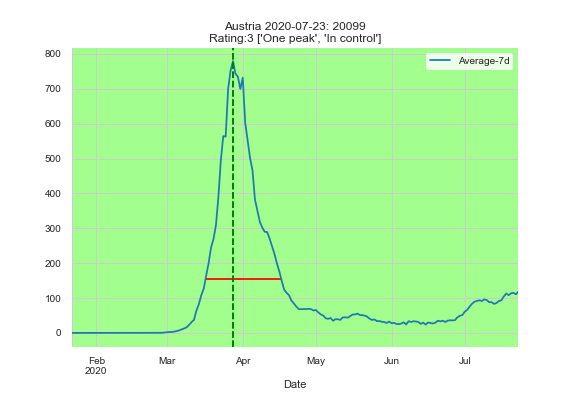 Austria 2020-07-23: 20099
Rating:3 ['One peak', 'In control']
Average-7d
800
700
600
500
400
300
200
100
0
Feb
2020
Mar
Apr
May
Jun
Jul
Date